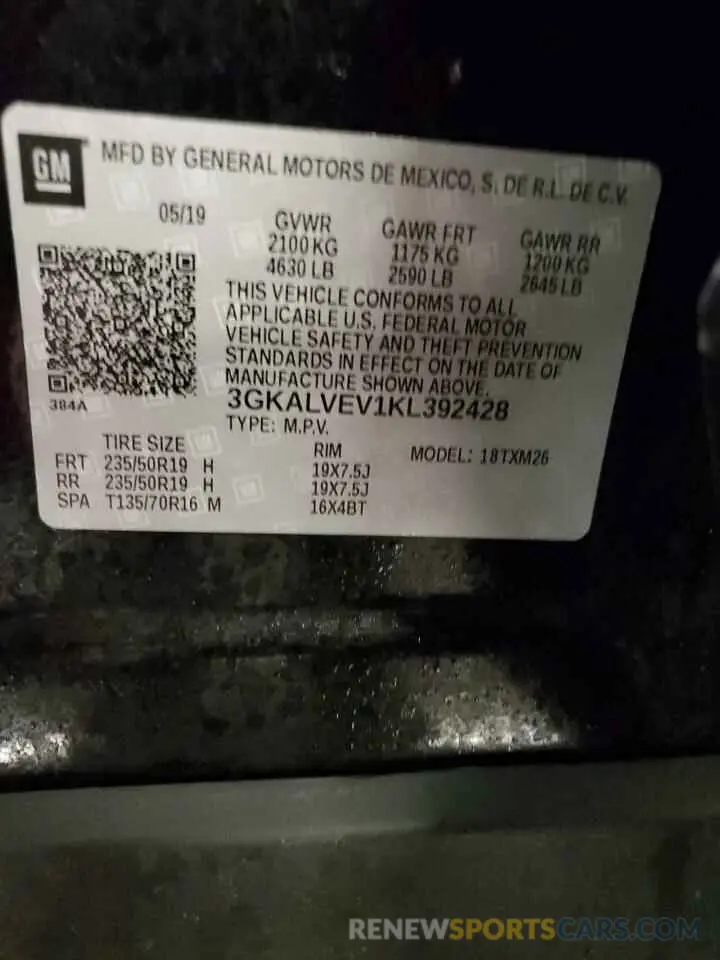 GM
MFD BY GENERAL MOTORS DE MEXICO, S. DE R.L. DE C.V.
05/19
GVWR GAWR FRT GAWR RR
2100 KG 1175 KG 1200 KG
4630 LB 2590 LB 2645 LB
THIS VEHICLE CONFORMS TO ALL
APPLICABLE U.S. FEDERAL MOTOR
VEHICLE SAFETY AND THEFT PREVENTION
STANDARDS IN EFFECT ON THE DATE OF
MANUFACTURE SHOWN ABOVE.
384A
3GKALVEV1KL392428
TYPE: M.P.V.
TIRE SIZE RIM MODEL: 18TXM26
FRT 235/50R19 H 19X7.5J
RR 235/50R19 H 19X7.5J
SPA T135/70R16 M 16X4BT
RENEWSPORTSCARS.COM